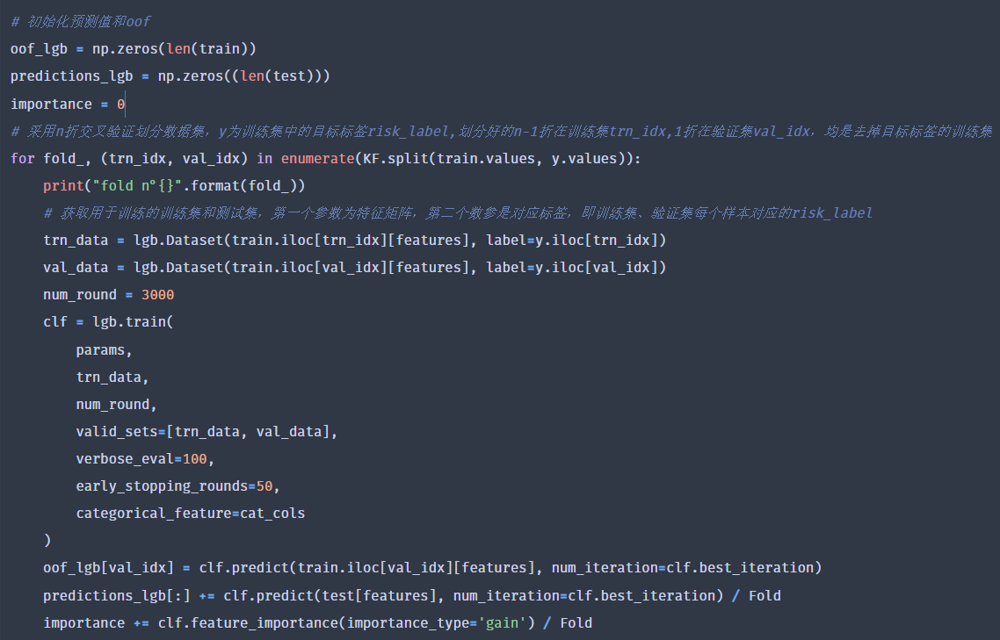 # 初始化预测值和oof
oof_lgb = np.zeros(len(train))
predictions_lgb = np.zeros((len(test)))
importance = 0
# 采用n折交叉验证划分数据集，y为训练集中的目标标签risk_label,划分好的n-1折在训练集trn_idx,1折在验证集val_idx，均是去掉目标标签的训练集
for fold_, (trn_idx, val_idx) in enumerate(KF.split(train.values, y.values)):
    print("fold n°{}".format(fold_))
    # 获取用于训练的训练集和测试集，第一个参数为特征矩阵，第二个数参是对应标签，即训练集、验证集每个样本对应的risk_label
    trn_data = lgb.Dataset(train.iloc[trn_idx][features], label=y.iloc[trn_idx])
    val_data = lgb.Dataset(train.iloc[val_idx][features], label=y.iloc[val_idx])
    num_round = 3000
    clf = lgb.train(
        params,
        trn_data,
        num_round,
        valid_sets=[trn_data, val_data],
        verbose_eval=100,
        early_stopping_rounds=50,
        categorical_feature=cat_cols
    )
    oof_lgb[val_idx] = clf.predict(train.iloc[val_idx][features], num_iteration=clf.best_iteration)
    predictions_lgb[:] += clf.predict(test[features], num_iteration=clf.best_iteration) / Fold
    importance += clf.feature_importance(importance_type='gain') / Fold